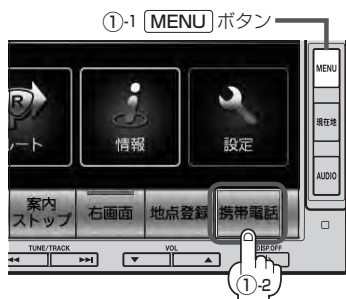 ①-1 MENU ボタン
MENU
現在地
AUDIO
R
ート
情報
設定
案内
ストップ
右画面
地点登録
携帯電話
TUNE/TRACK
VOL
DISP.OFF
①-2